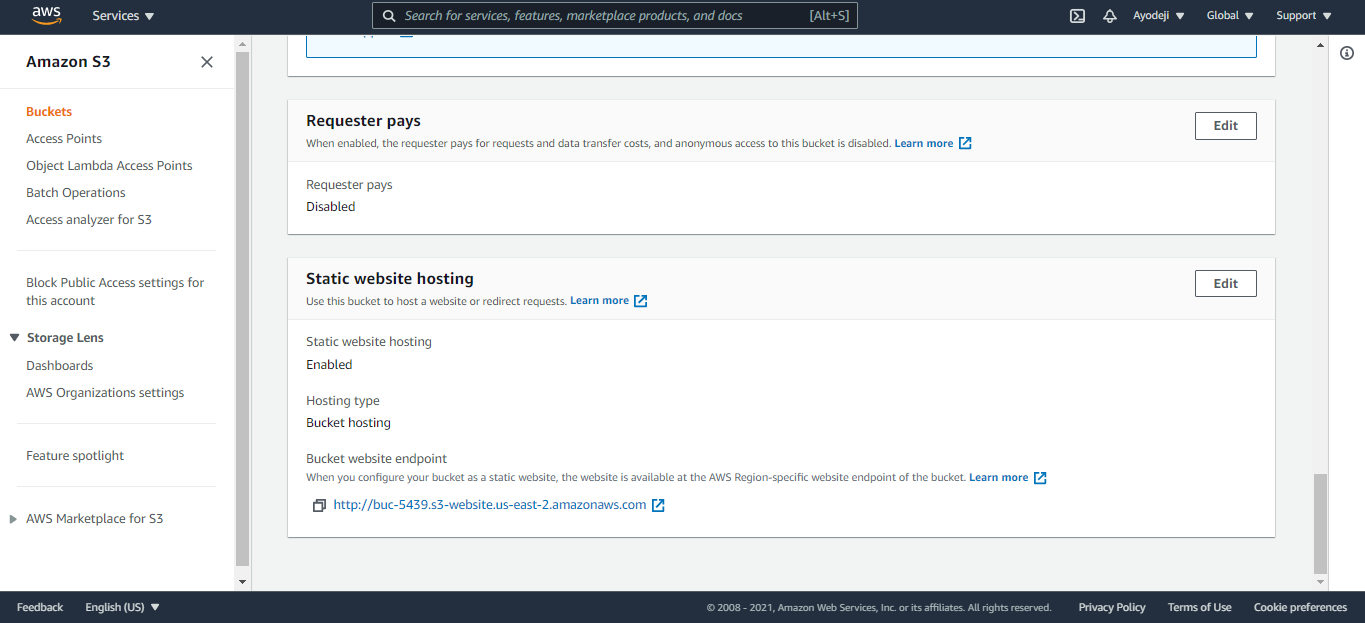 aws
Services
Search for services, features, marketplace products, and docs
[Alt+S]
Ayodeji
Global
Support
Amazon S3
Buckets
Access Points
Object Lambda Access Points
Batch Operations
Access analyzer for S3
Block Public Access settings for
this account
Storage Lens
Dashboards
AWS Organizations settings
Feature spotlight
AWS Marketplace for S3
Requester pays
Edit
When enabled, the requester pays for requests and data transfer costs, and anonymous access to this bucket is disabled. Learn more
Requester pays
Disabled
Static website hosting
Edit
Use this bucket to host a website or redirect requests. Learn more
Static website hosting
Enabled
Hosting type
Bucket hosting
Bucket website endpoint
When you configure your bucket as a static website, the website is available at the AWS Region-specific website endpoint of the bucket. Learn more
http://buc-5439.s3-website.us-east-2.amazonaws.com
Feedback
English (US)
© 2008 - 2021, Amazon Web Services, Inc. or its affiliates. All rights reserved.
Privacy Policy
Terms of Use
Cookie preferences